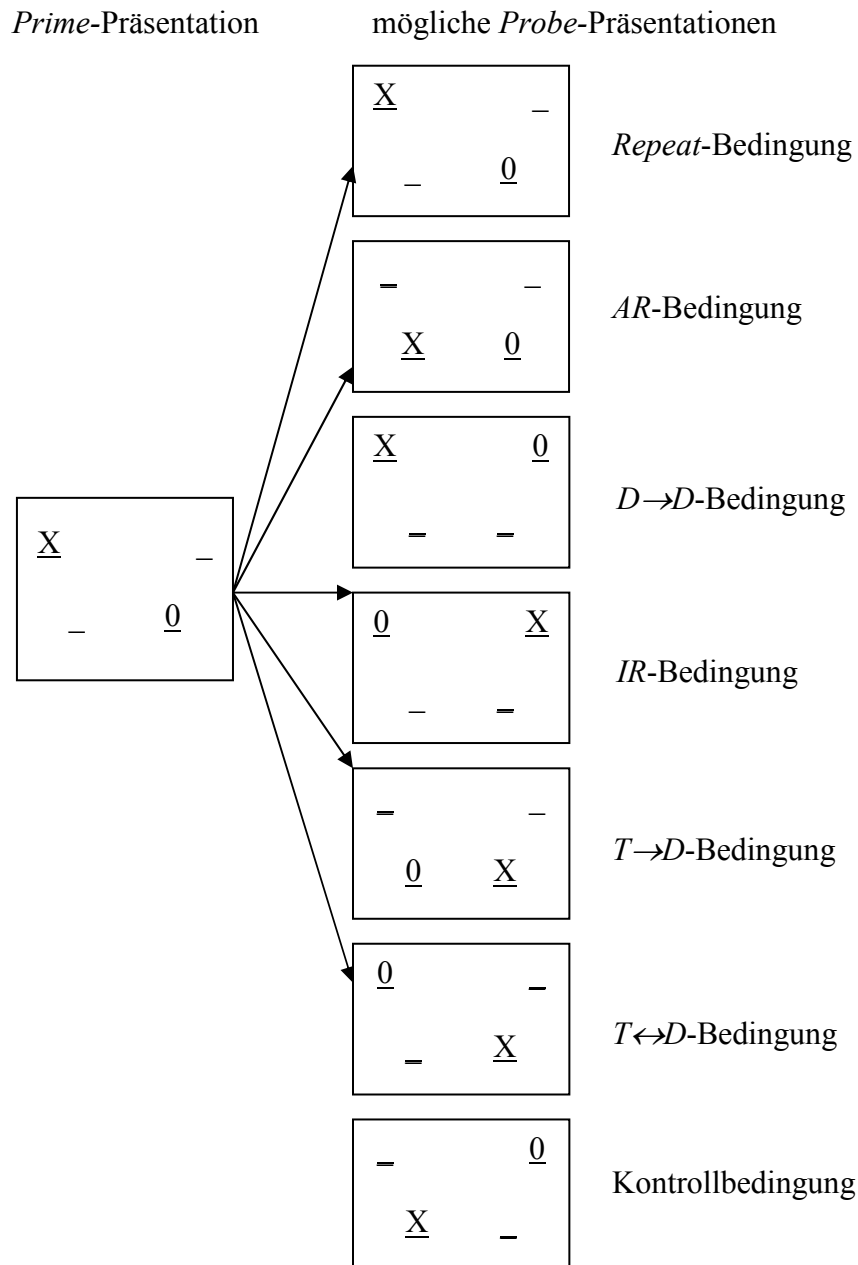 Prime-Präsentation mögliche Probe-Präsentationen
X _
_ 0
Repeat-Bedingung
_ _
X 0
AR-Bedingung
X 0
_ _
D→D-Bedingung
X _
_ 0
0 X
_ _
IR-Bedingung
_ _
0 X
T→D-Bedingung
0 _
_ X
T↔D-Bedingung
_ 0
X _
Kontrollbedingung